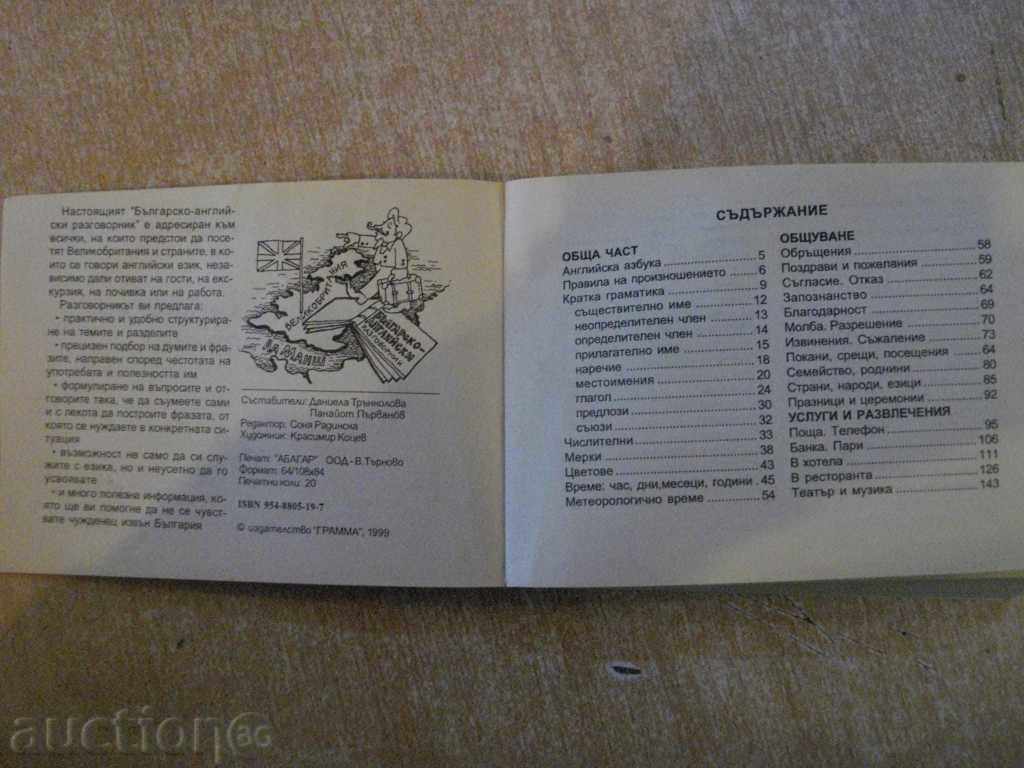 Настоящият "Българско-англий-
ски разговорник" е адресиран към
всички, на които предстои да посе-
тят Великобритания и страните, в ко-
ито се говори английски език, неза-
висимо дали отиват на гости, на екс-
курзия, на почивка или на работа.
Разговорникът ви предлага:
• практично и удобно структурира-
не на темите и разделите
• прецизен подбор на думите и фра-
зите, направен според честотата на
употребата и полезността им
• формулиране на въпросите и от-
говорите така, че да съумеете сами
и с лекота да построите фразата, от
която се нуждаете в конкретната си-
туация
• възможност не само да си слу-
жите с езика, но и неусетно да го
усвоявате
• и много полезна информация, ко-
ято ще ви помогне да не се чувст-
вате чужденец извън България
ВЕЛИКОБРИТАНИЯ
ЛА МАНШ
БЪЛГАРСКО-
АНГЛИЙСКИ
РАЗГОВОРНИК
Съставители: Даниела Трънколова
Панайот Първанов
Редактор: Соня Радинска
Художник: Красимир Коцев
Печат: "АБАГАР" ООД-В.Търново
Формат: 64/108x84
Печатни коли: 20
ISBN 954-8805-19-7
© издателство "ГРАММА", 1999
СЪДЪРЖАНИЕ
ОБЩА ЧАСТ
Английска азбука 5
Правила на произношението 6
Кратка граматика 9
съществително име 12
неопределителен член 13
определителен член 14
прилагателно име 15
наречие 18
местоимения 20
глагол 24
предлози 30
съюзи 32
Числителни 33
Мерки 38
Цветове 43
Време: час, дни,месеци, години 45
Метеорологично време 54
ОБЩУВАНЕ
Обръщения 58
Поздрави и пожелания 59
Съгласие. Отказ 62
Запознанство 64
Благодарност 69
Молба. Разрешение 70
Извинения. Съжаление 73
Покани, срещи, посещения 64
Семейство, роднини 80
Страни, народи, езици 85
Празници и церемонии 92
УСЛУГИ И РАЗВЛЕЧЕНИЯ
Поща. Телефон 95
Банка. Пари 106
В хотела 111
В ресторанта 126
Театър и музика 143
auction86